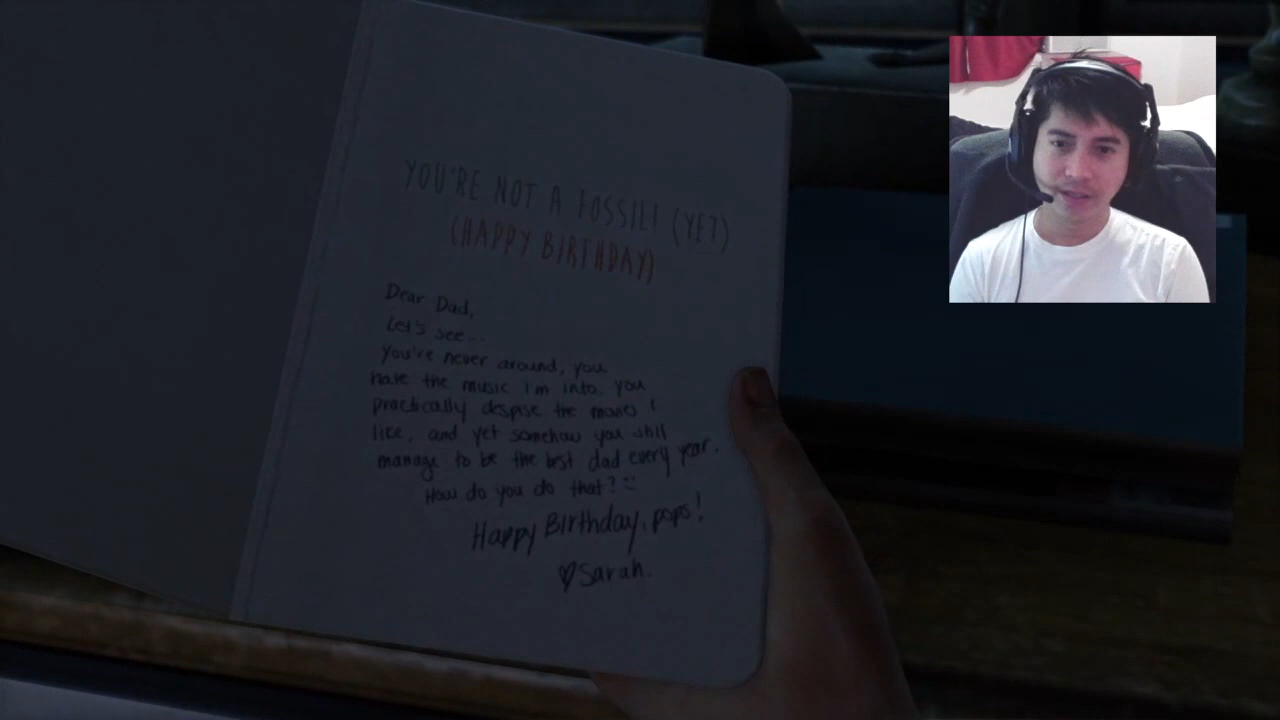 YOU'RE NOT A FOSSIL! (YET)
(HAPPY BIRTHDAY)
Dear Dad,
Let's see...
You're never around, you
hate the music I'm into, you
practically despise the movies I
like, and yet somehow you still
manage to be the best dad every year.
How do you do that? :)
Happy Birthday, pops!
♡Sarah.